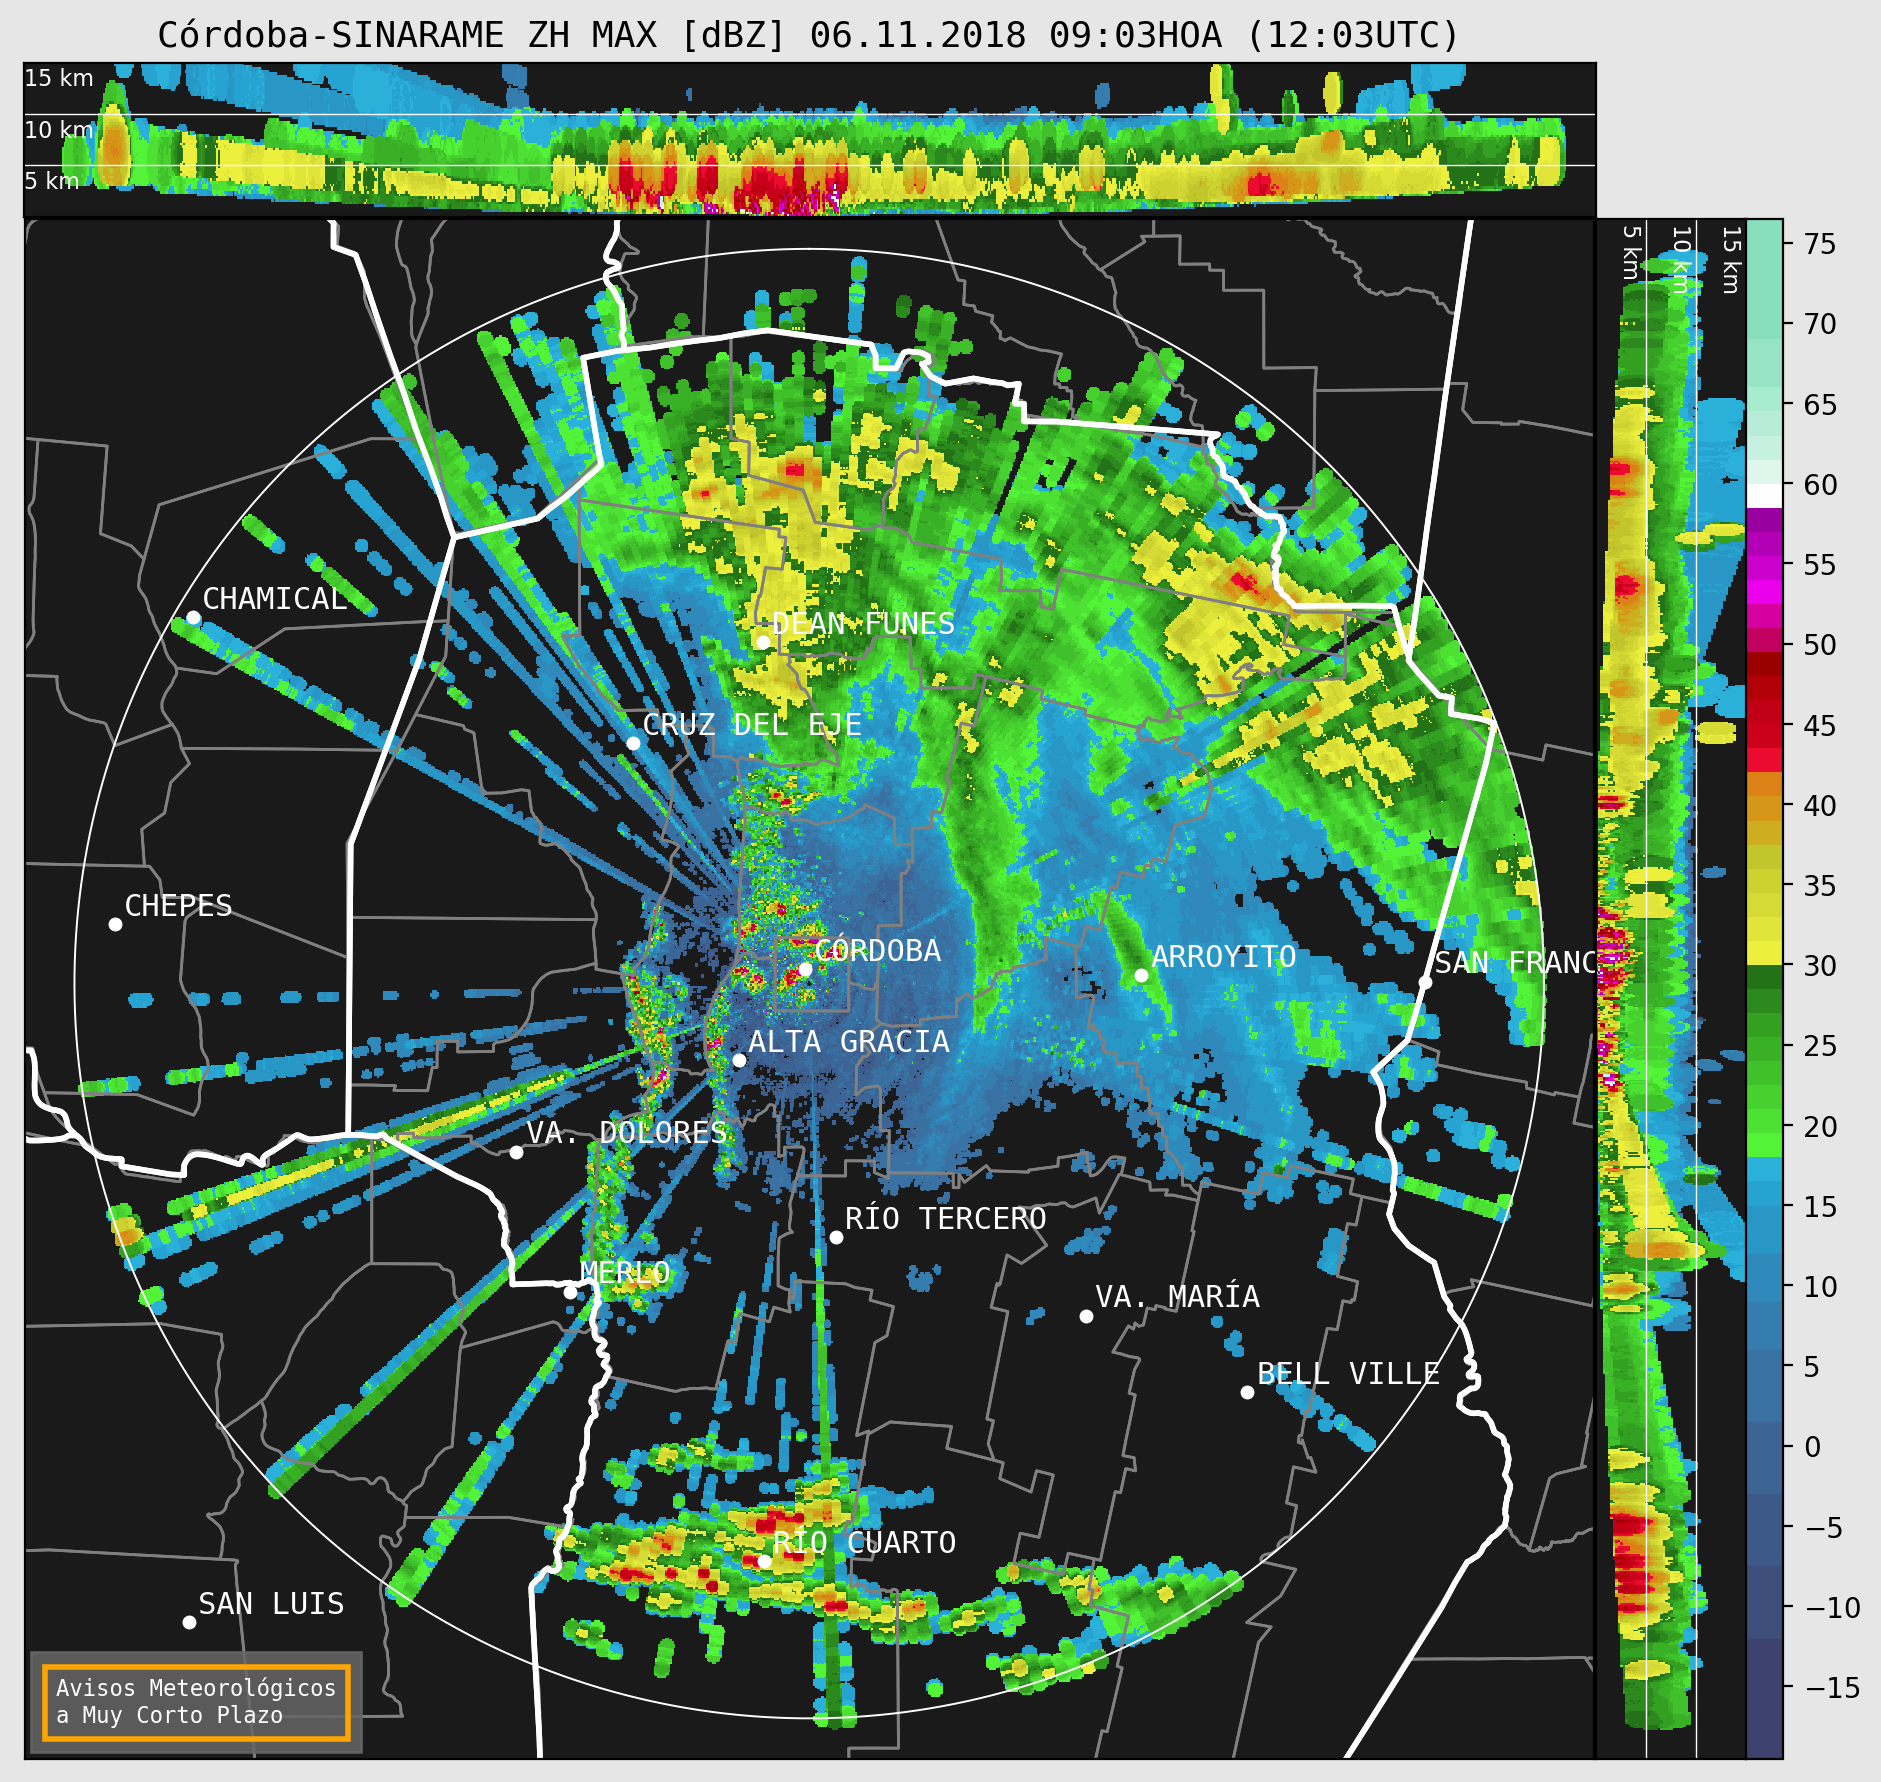 Córdoba-SINARAME ZH MAX [dBZ] 06.11.2018 09:03HOA (12:03UTC)
15 km
10 km
5 km
5 km
10 km
15 km
75
70
65
60
55
50
45
40
35
30
25
20
15
10
5
0
−5
−10
−15
CHAMICAL
DEAN FUNES
CRUZ DEL EJE
CHEPES
CÓRDOBA
ARROYITO
SAN FRANC
ALTA GRACIA
VA. DOLORES
RÍO TERCERO
MERLO
VA. MARÍA
BELL VILLE
RÍO CUARTO
SAN LUIS
Avisos Meteorológicos
a Muy Corto Plazo